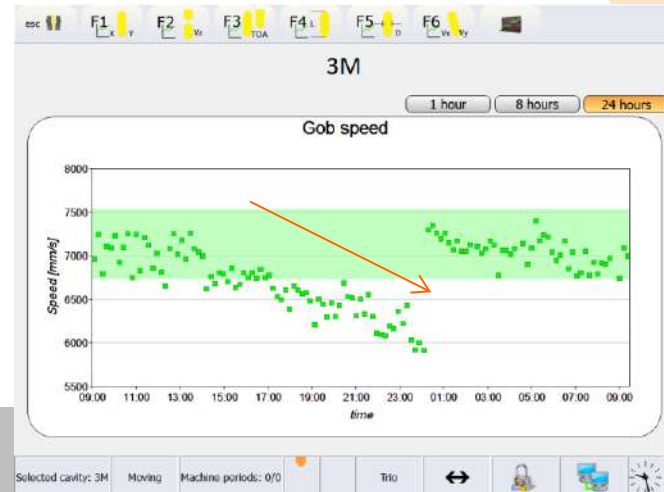 esc F1 X Y F2 Vx F3 TOA F4 L F5 D F6 Vx Vy
3M
1 hour 8 hours 24 hours
Gob speed
8000
7500
7000
6500
6000
5500
Speed [mm/s]
09:00 11:00 13:00 15:00 17:00 19:00 21:00 23:00 01:00 03:00 05:00 07:00 09:00
time
Selected cavity: 3M Moving Machine periods: 0/0 Trio